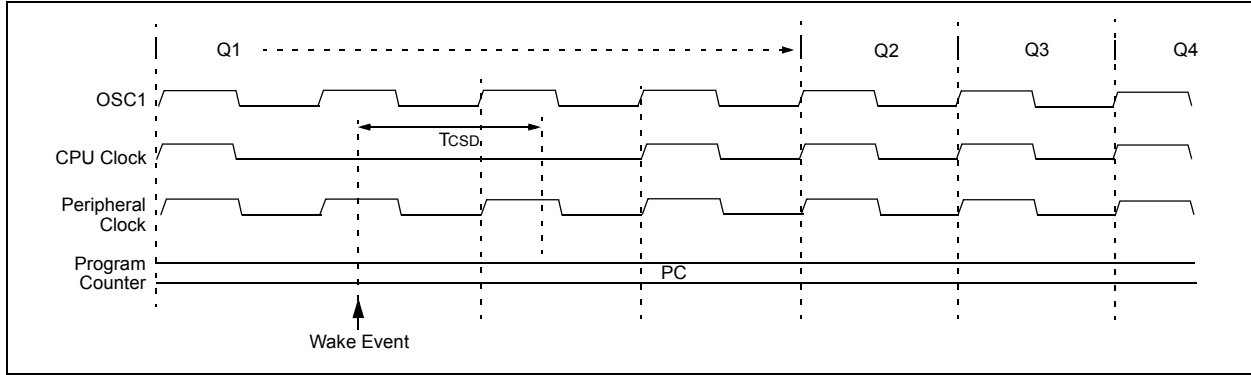 Q1 Q2 Q3 Q4
OSC1
TCSD
CPU Clock
Peripheral
Clock
Program
Counter
PC
Wake Event